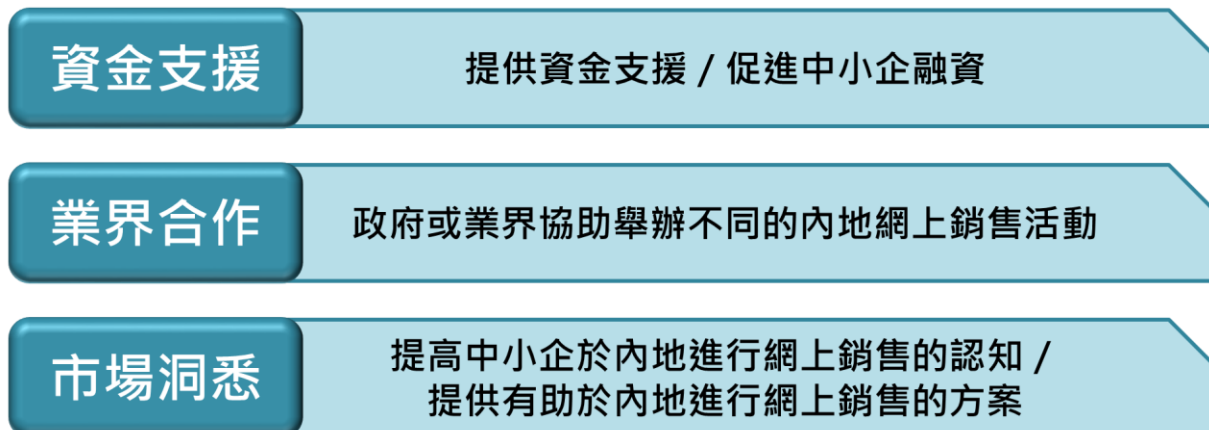 資金支援
提供資金支援 / 促進中小企融資
業界合作
政府或業界協助舉辦不同的內地網上銷售活動
市場洞悉
提高中小企於內地進行網上銷售的認知 /
提供有助於內地進行網上銷售的方案